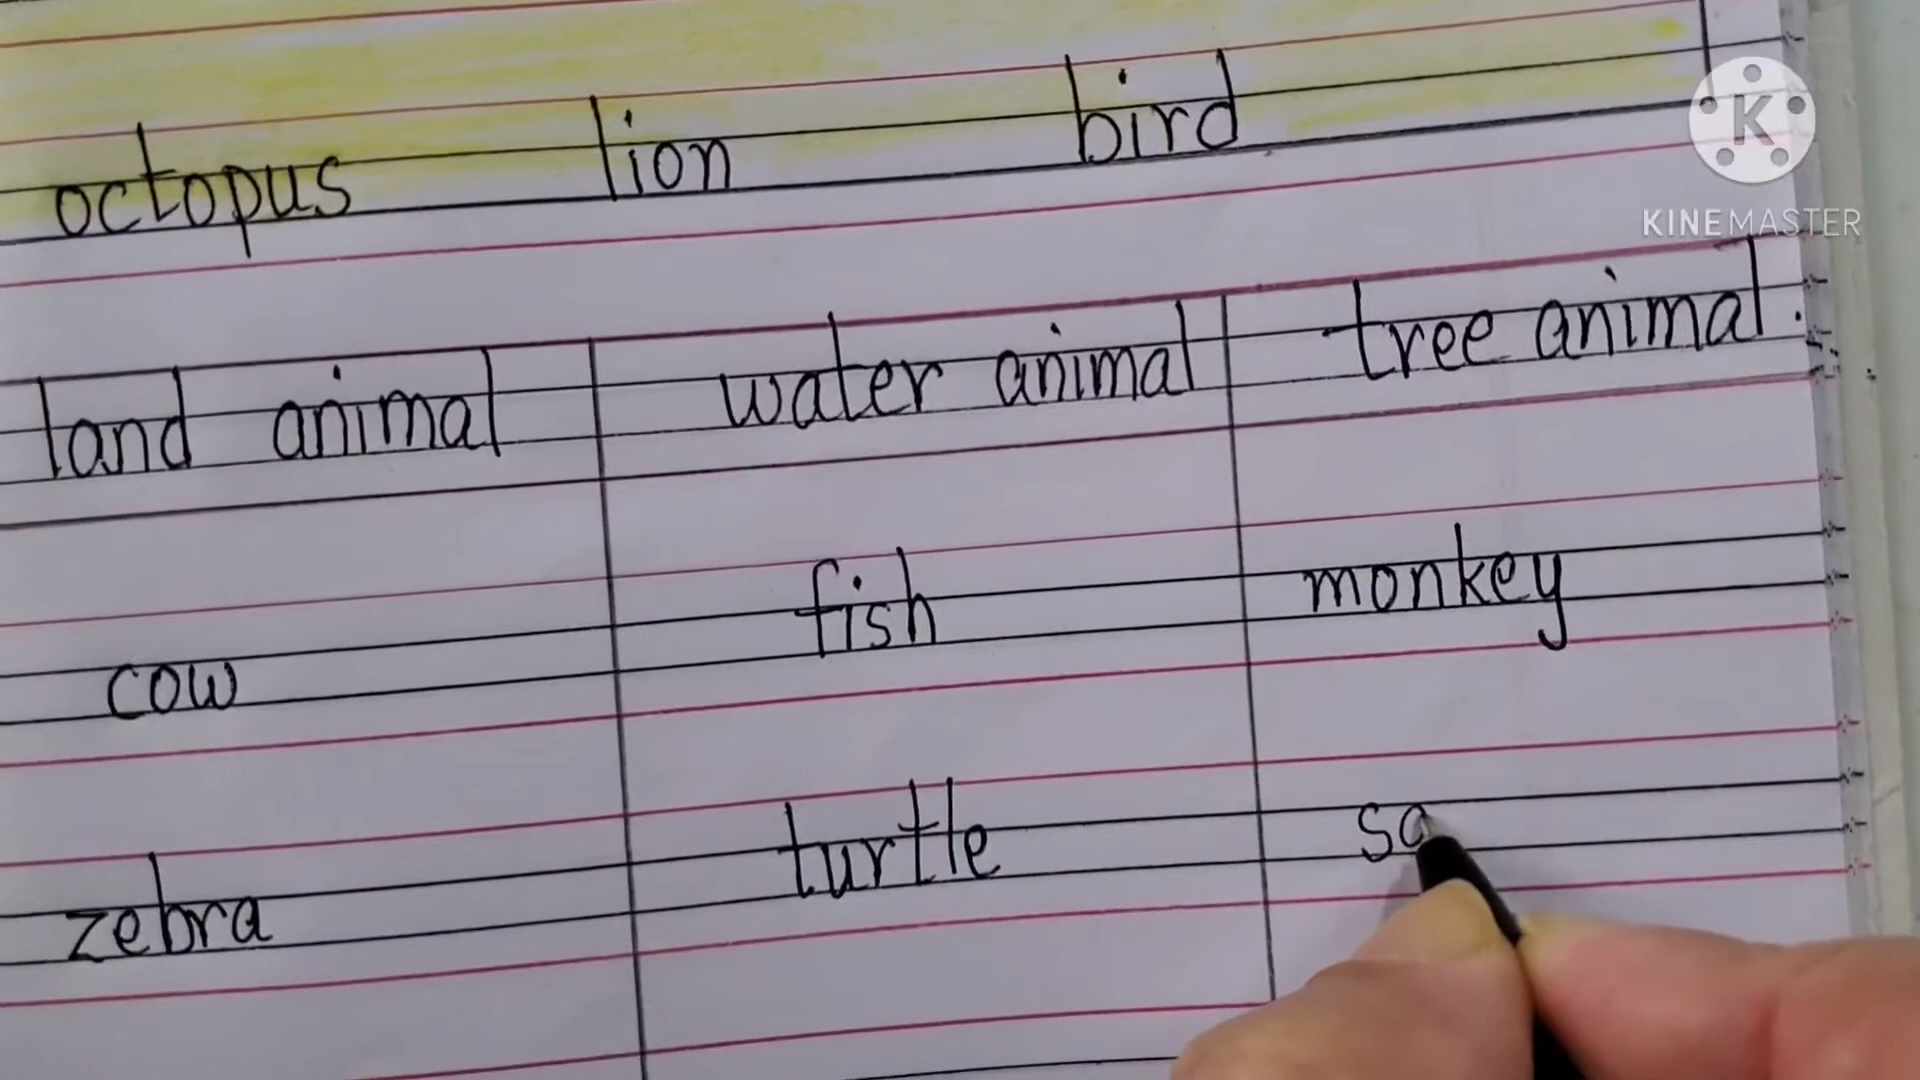 octopus lion bird
KINEMASTER
land animal water animal tree animal.
cow fish monkey
zebra turtle